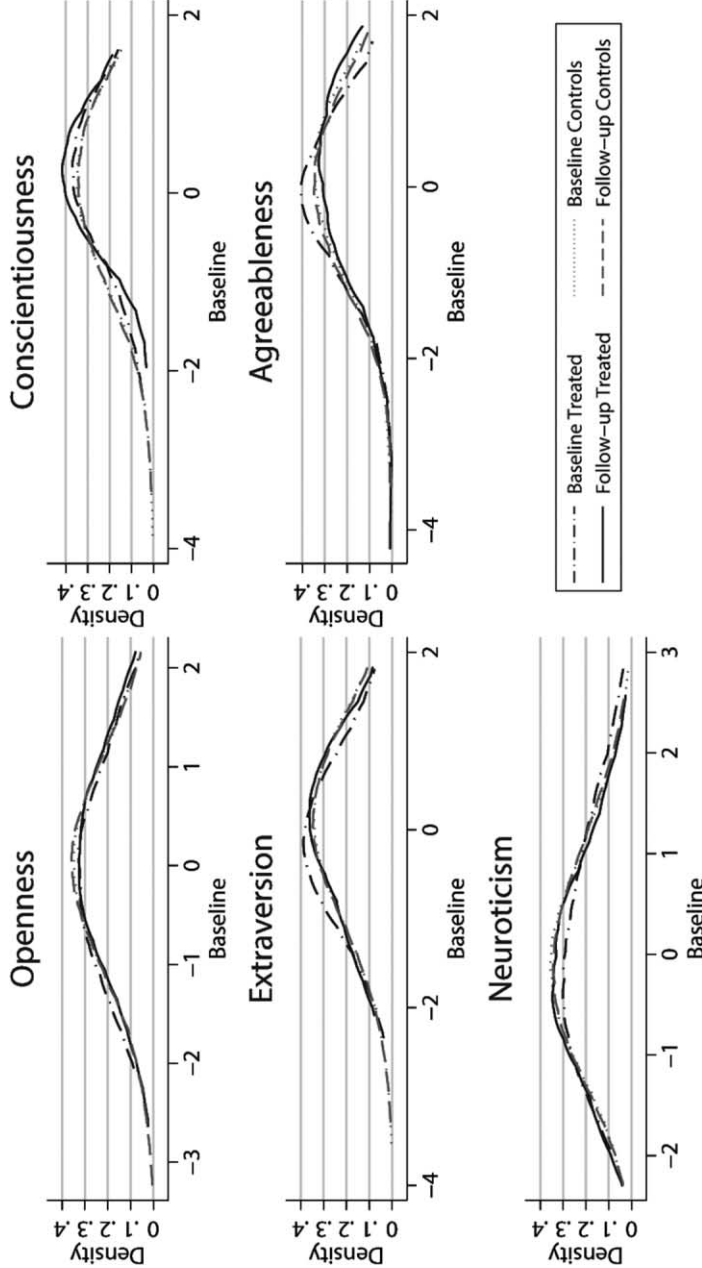 Openness
Density
0 .1 .2 .3 .4
−3 −2 −1 0 1 2
Baseline
Conscientiousness
Density
0 .1 .2 .3 .4
−4 −2 0 2
Baseline
Extraversion
Density
0 .1 .2 .3 .4
−4 −2 0 2
Baseline
Agreeableness
Density
0 .1 .2 .3 .4
−4 −2 0 2
Baseline
Neuroticism
Density
0 .1 .2 .3 .4
−2 −1 0 1 2 3
Baseline
Baseline Treated Baseline Controls
Follow−up Treated Follow−up Controls